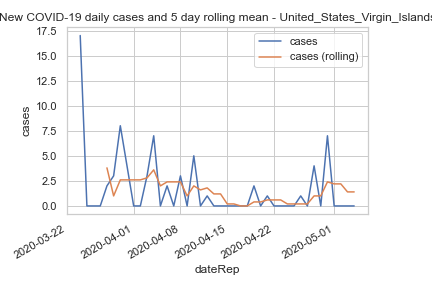 New COVID-19 daily cases and 5 day rolling mean - United_States_Virgin_Islands
17.5
15.0
12.5
10.0
7.5
5.0
2.5
0.0
cases
cases
cases (rolling)
2020-03-22
2020-04-01
2020-04-08
2020-04-15
2020-04-22
2020-05-01
dateRep